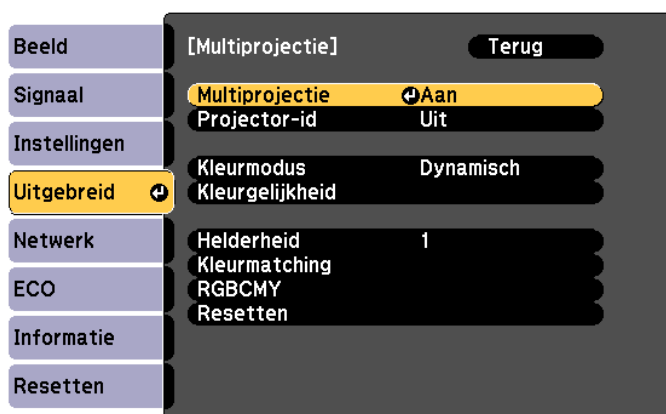 Beeld
Signaal
Instellingen
Uitgebreid
Netwerk
ECO
Informatie
Resetten
[Multiprojectie] Terug
Multiprojectie Aan
Projector-id Uit
Kleurmodus Dynamisch
Kleurgelijkheid
Helderheid 1
Kleurmatching
RGBCMY
Resetten